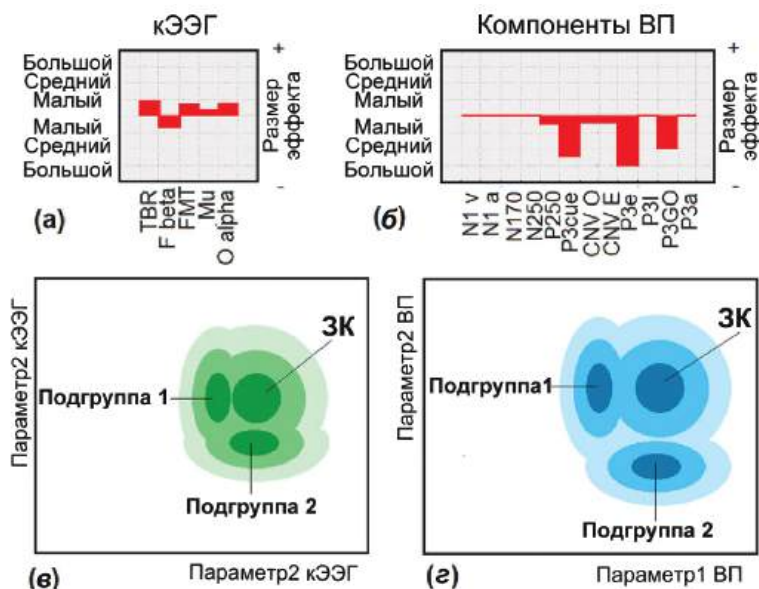 кЭЭГ
Большой
Средний
Малый
Малый
Средний
Большой
+
Размер
эффекта
-
(а)
TBR
F beta
FMT
Mu
O alpha
Компоненты ВП
Большой
Средний
Малый
Малый
Средний
Большой
+
Размер
эффекта
-
(б)
N1 v
N1 a
N170
N250
P250
P3cue
CNV O
CNV E
P3e
P3I
P3GO
P3a
Параметр2 кЭЭГ
ЗК
Подгруппа 1
Подгруппа 2
(в)
Параметр2 кЭЭГ
Параметр2 ВП
ЗК
Подгруппа1
Подгруппа 2
(г)
Параметр1 ВП